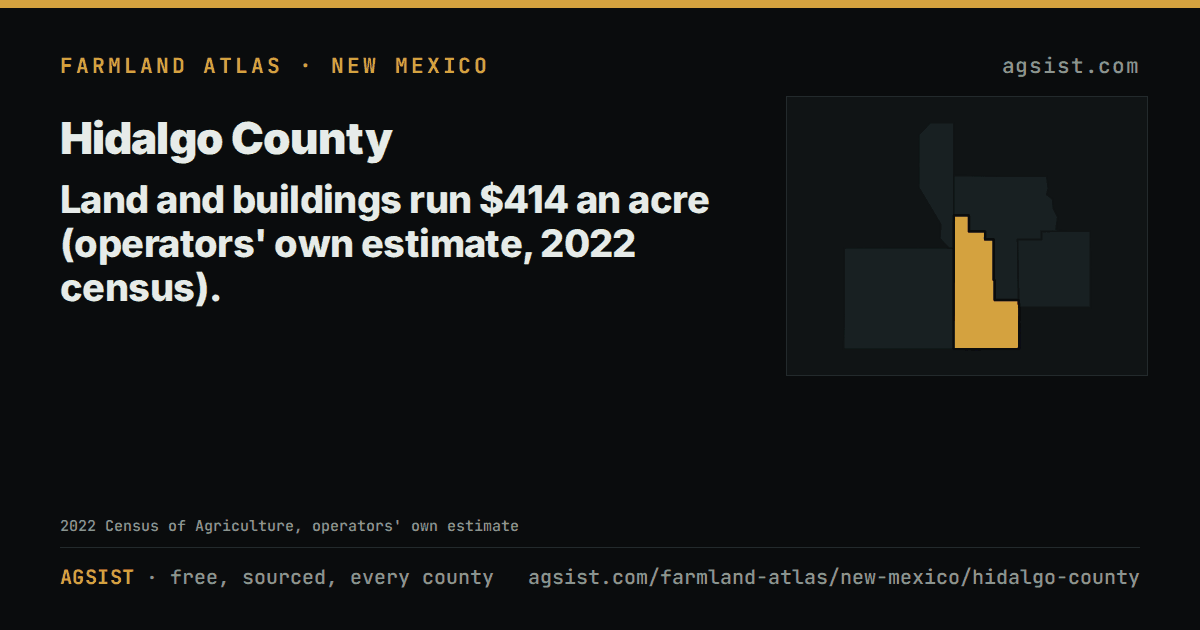 FARMLAND ATLAS · NEW MEXICO
agsist.com
Hidalgo County
Land and buildings run $414 an acre
(operators' own estimate, 2022
census).
2022 Census of Agriculture, operators' own estimate
AGSIST · free, sourced, every county
agsist.com/farmland-atlas/new-mexico/hidalgo-county